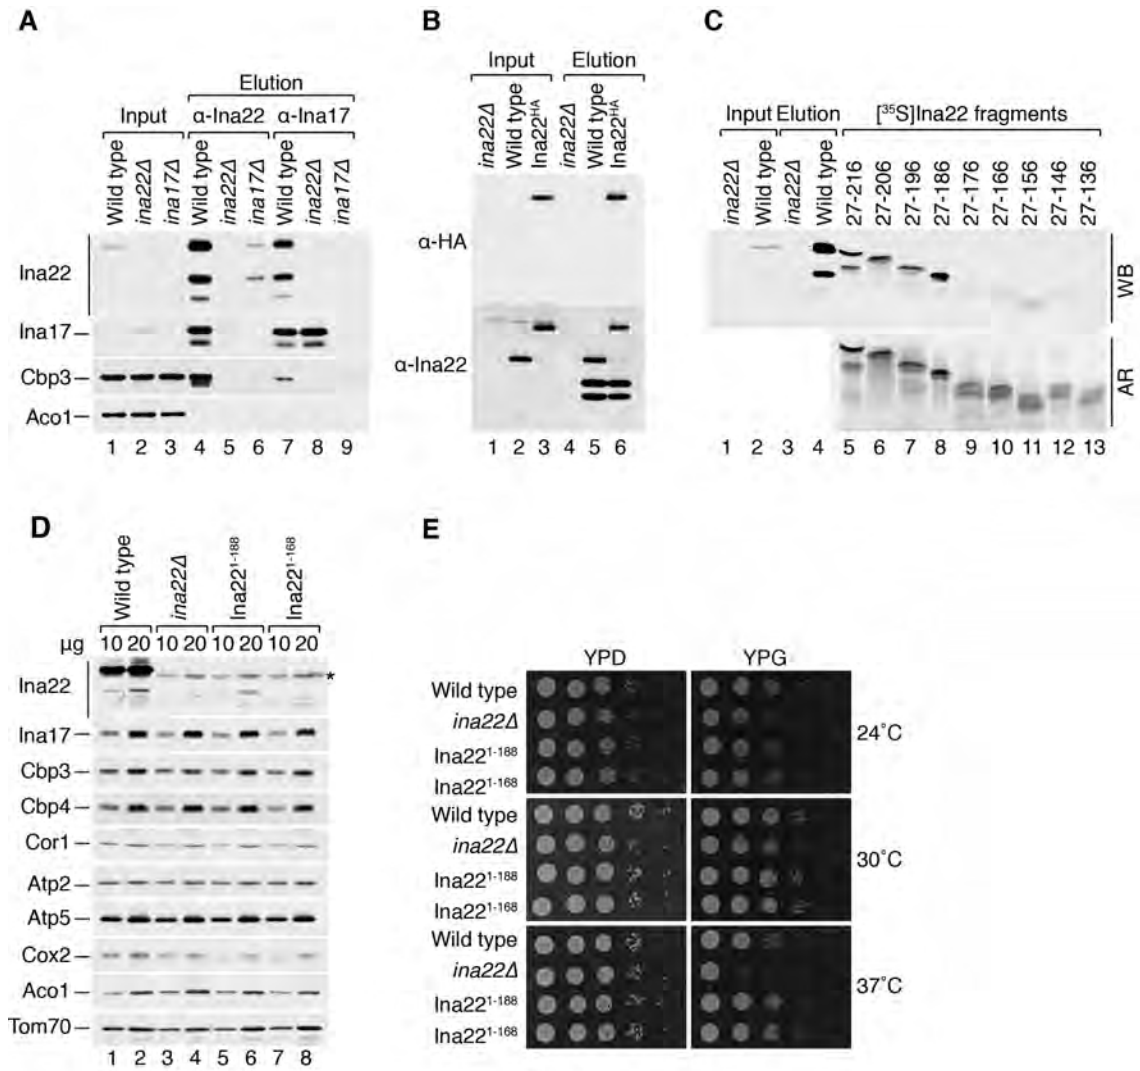 A
Elution
Input α-Ina22 α-Ina17
Wild type ina22Δ ina17Δ Wild type ina22Δ ina17Δ Wild type ina22Δ ina17Δ
Ina22
Ina17
Cbp3
Aco1
1 2 3 4 5 6 7 8 9
B
Input Elution
ina22Δ Wild type Ina22ᴴᴬ ina22Δ Wild type Ina22ᴴᴬ
α-HA
α-Ina22
1 2 3 4 5 6
C
Input Elution [³⁵S]Ina22 fragments
ina22Δ Wild type ina22Δ Wild type 27-216 27-206 27-196 27-186 27-176 27-166 27-156 27-146 27-136
WB
AR
1 2 3 4 5 6 7 8 9 10 11 12 13
D
Wild type ina22Δ Ina22¹⁻¹⁸⁸ Ina22¹⁻¹⁶⁸
µg 10 20 10 20 10 20 10 20
Ina22
*
Ina17
Cbp3
Cbp4
Cor1
Atp2
Atp5
Cox2
Aco1
Tom70
1 2 3 4 5 6 7 8
E
YPD YPG
Wild type
ina22Δ
Ina22¹⁻¹⁸⁸
Ina22¹⁻¹⁶⁸
24°C
Wild type
ina22Δ
Ina22¹⁻¹⁸⁸
Ina22¹⁻¹⁶⁸
30°C
Wild type
ina22Δ
Ina22¹⁻¹⁸⁸
Ina22¹⁻¹⁶⁸
37°C